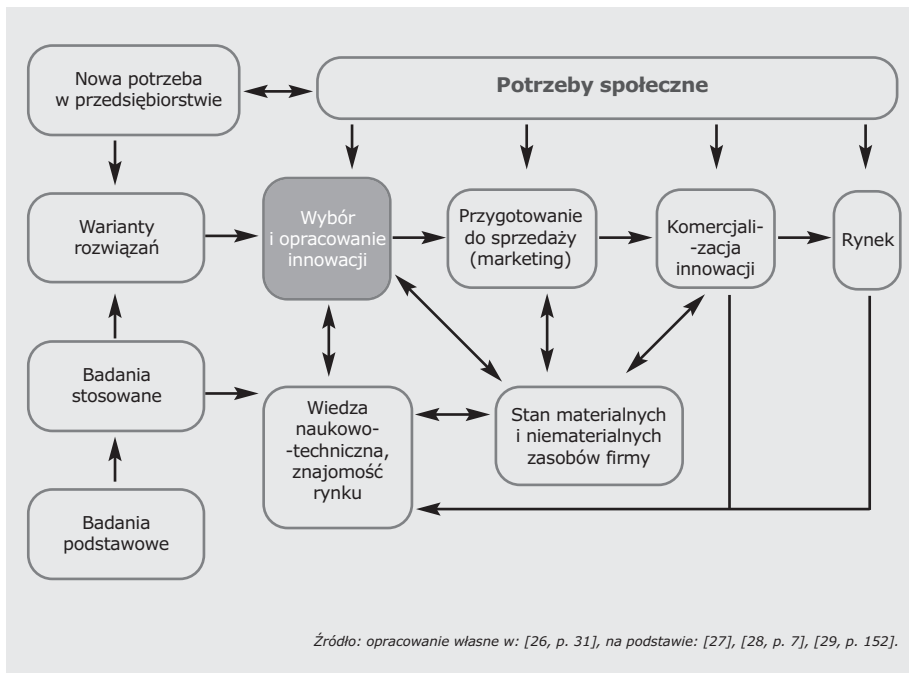 Nowa potrzeba
w przedsiębiorstwie
Potrzeby społeczne
Warianty
rozwiązań
Wybór
i opracowanie
innowacji
Przygotowanie
do sprzedaży
(marketing)
Komercjali-
-zacja
innowacji
Rynek
Badania
stosowane
Wiedza
naukowo-
-techniczna,
znajomość
rynku
Stan materialnych
i niematerialnych
zasobów firmy
Badania
podstawowe
Źródło: opracowanie własne w: [26, p. 31], na podstawie: [27], [28, p. 7], [29, p. 152].